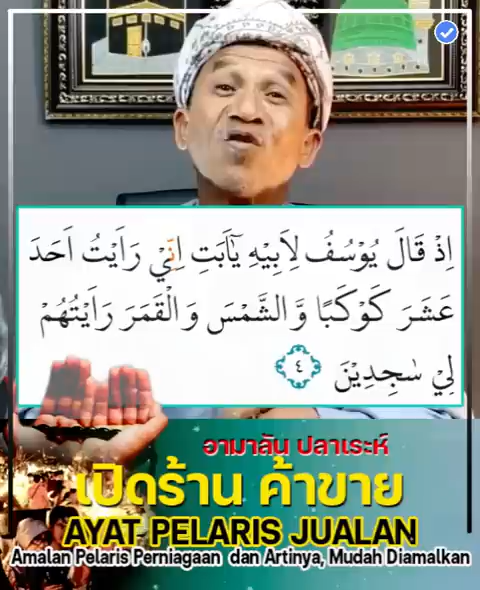 اِذْ قَالَ يُوْسُفُ لِاَبِيْهِ يٰٓاَبَتِ اِنِّيْ رَاَيْتُ اَحَدَ
عَشَرَ كَوْكَبًا وَّالشَّمْسَ وَالْقَمَرَ رَاَيْتُهُمْ
لِيْ سٰجِدِيْنَ ٤
อามาลัน ปลาเระห์
เปิดร้าน ค้าขาย
AYAT PELARIS JUALAN
Amalan Pelaris Perniagaan dan Artinya, Mudah Diamalkan